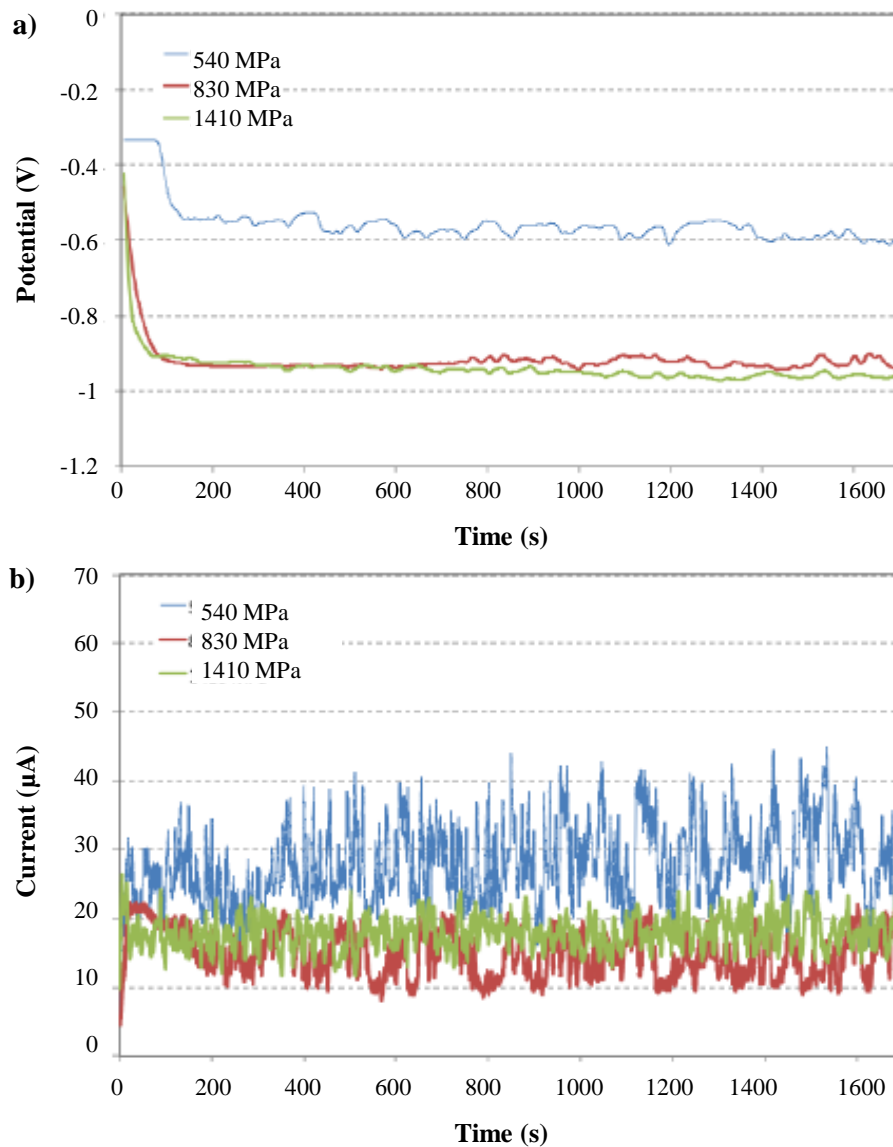 a)
0
-0.2
-0.4
-0.6
-0.8
-1
-1.2
Potential (V)
540 MPa
830 MPa
1410 MPa
0 200 400 600 800 1000 1200 1400 1600
Time (s)
b)
70
60
50
40
30
20
10
0
Current (µA)
540 MPa
830 MPa
1410 MPa
0 200 400 600 800 1000 1200 1400 1600
Time (s)